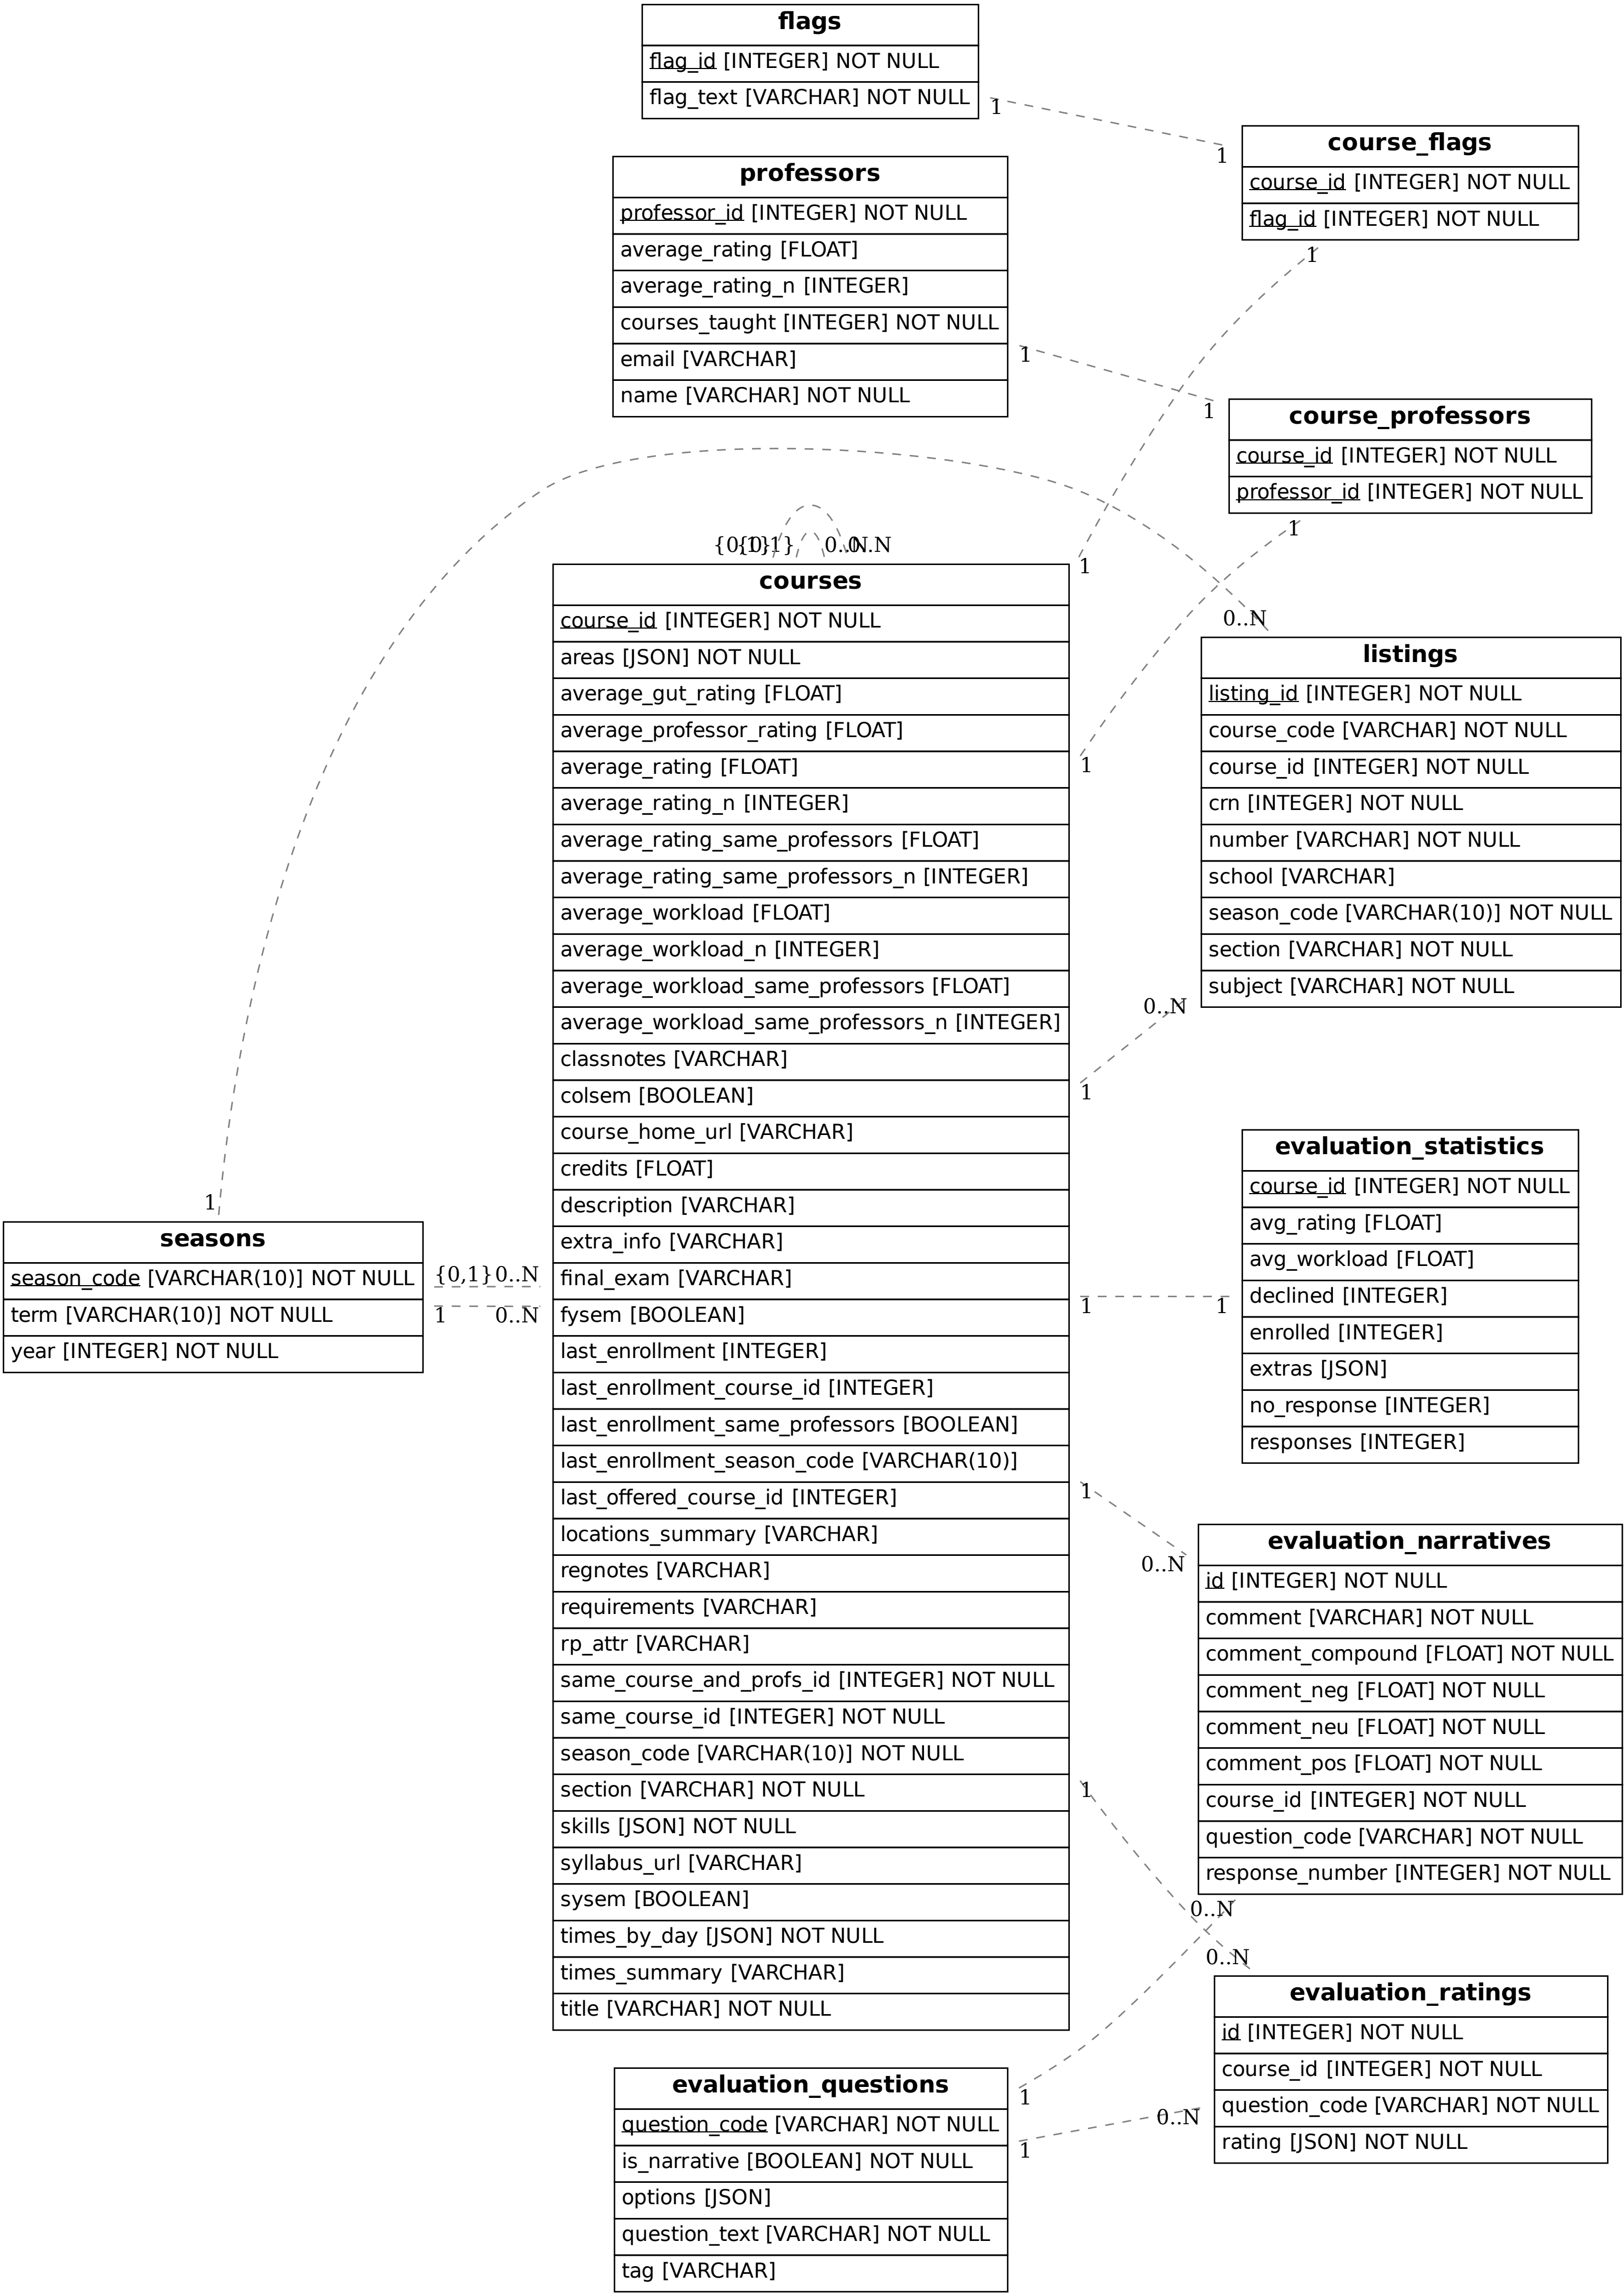 flags
flag_id [INTEGER] NOT NULL
flag_text [VARCHAR] NOT NULL
1
1
course_flags
course_id [INTEGER] NOT NULL
flag_id [INTEGER] NOT NULL
1
professors
professor_id [INTEGER] NOT NULL
average_rating [FLOAT]
average_rating_n [INTEGER]
courses_taught [INTEGER] NOT NULL
email [VARCHAR]
name [VARCHAR] NOT NULL
1
1
course_professors
course_id [INTEGER] NOT NULL
professor_id [INTEGER] NOT NULL
1
{0,1}
{0,1}
0..N
0..N
courses
course_id [INTEGER] NOT NULL
areas [JSON] NOT NULL
average_gut_rating [FLOAT]
average_professor_rating [FLOAT]
average_rating [FLOAT]
average_rating_n [INTEGER]
average_rating_same_professors [FLOAT]
average_rating_same_professors_n [INTEGER]
average_workload [FLOAT]
average_workload_n [INTEGER]
average_workload_same_professors [FLOAT]
average_workload_same_professors_n [INTEGER]
classnotes [VARCHAR]
colsem [BOOLEAN]
course_home_url [VARCHAR]
credits [FLOAT]
description [VARCHAR]
extra_info [VARCHAR]
final_exam [VARCHAR]
fysem [BOOLEAN]
last_enrollment [INTEGER]
last_enrollment_course_id [INTEGER]
last_enrollment_same_professors [BOOLEAN]
last_enrollment_season_code [VARCHAR(10)]
last_offered_course_id [INTEGER]
locations_summary [VARCHAR]
regnotes [VARCHAR]
requirements [VARCHAR]
rp_attr [VARCHAR]
same_course_and_profs_id [INTEGER] NOT NULL
same_course_id [INTEGER] NOT NULL
season_code [VARCHAR(10)] NOT NULL
section [VARCHAR] NOT NULL
skills [JSON] NOT NULL
syllabus_url [VARCHAR]
sysem [BOOLEAN]
times_by_day [JSON] NOT NULL
times_summary [VARCHAR]
title [VARCHAR] NOT NULL
1
1
1
1
1
1
0..N
listings
listing_id [INTEGER] NOT NULL
course_code [VARCHAR] NOT NULL
course_id [INTEGER] NOT NULL
crn [INTEGER] NOT NULL
number [VARCHAR] NOT NULL
school [VARCHAR]
season_code [VARCHAR(10)] NOT NULL
section [VARCHAR] NOT NULL
subject [VARCHAR] NOT NULL
0..N
1
seasons
season_code [VARCHAR(10)] NOT NULL
term [VARCHAR(10)] NOT NULL
year [INTEGER] NOT NULL
{0,1} 0..N
1 0..N
evaluation_statistics
course_id [INTEGER] NOT NULL
avg_rating [FLOAT]
avg_workload [FLOAT]
declined [INTEGER]
enrolled [INTEGER]
extras [JSON]
no_response [INTEGER]
responses [INTEGER]
1
0..N
evaluation_narratives
id [INTEGER] NOT NULL
comment [VARCHAR] NOT NULL
comment_compound [FLOAT] NOT NULL
comment_neg [FLOAT] NOT NULL
comment_neu [FLOAT] NOT NULL
comment_pos [FLOAT] NOT NULL
course_id [INTEGER] NOT NULL
question_code [VARCHAR] NOT NULL
response_number [INTEGER] NOT NULL
0..N
0..N
evaluation_ratings
id [INTEGER] NOT NULL
course_id [INTEGER] NOT NULL
question_code [VARCHAR] NOT NULL
rating [JSON] NOT NULL
0..N
evaluation_questions
question_code [VARCHAR] NOT NULL
is_narrative [BOOLEAN] NOT NULL
options [JSON]
question_text [VARCHAR] NOT NULL
tag [VARCHAR]
1
1